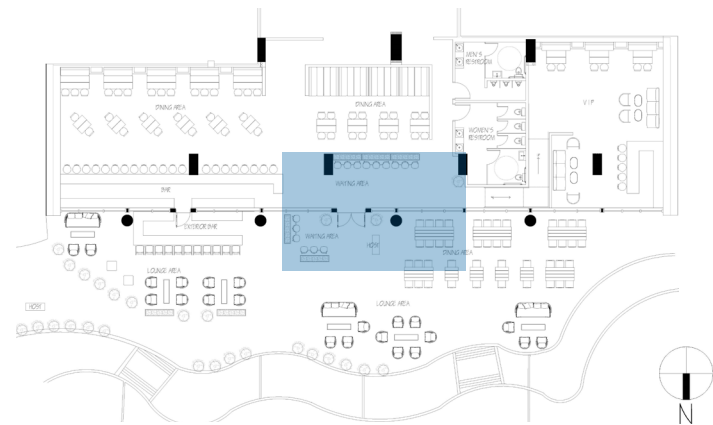 MEN'S
RESTROOM
DINING AREA
DINING AREA
V.I.P
WOMEN'S
RESTROOM
WAITING AREA
BAR
EXTERIOR BAR
WAITING AREA
HOST
DINING AREA
LOUNGE AREA
LOUNGE AREA
HOST
N